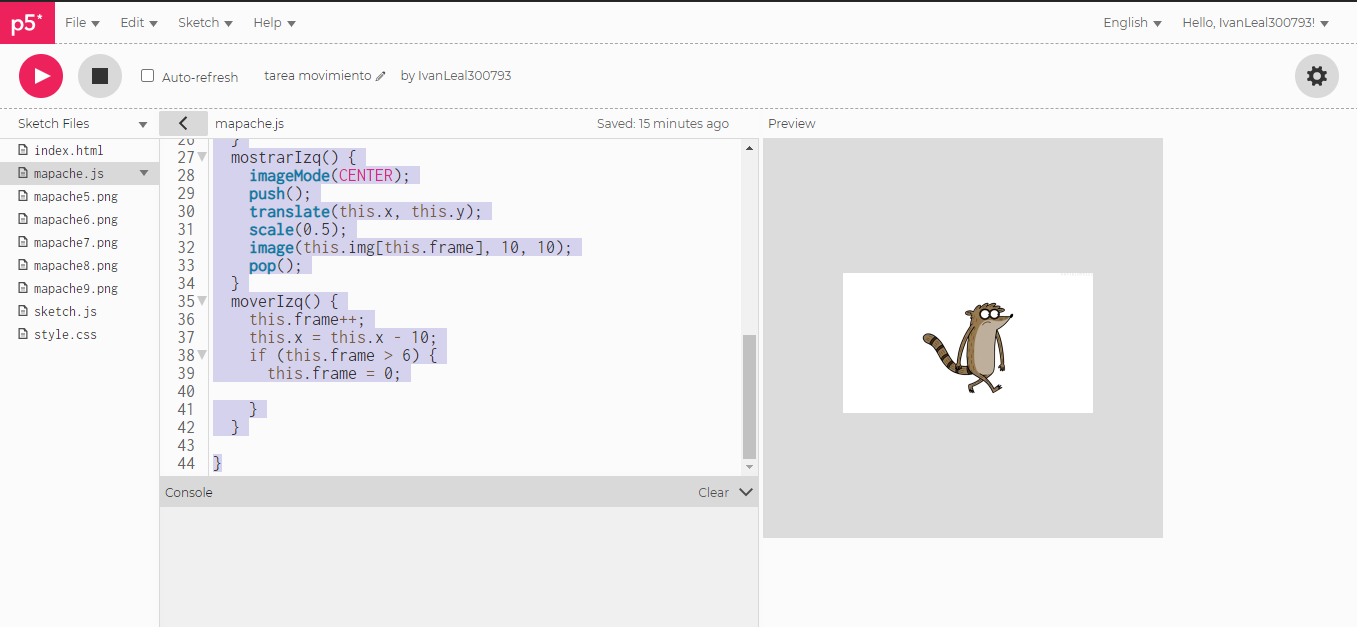 p5* File Edit Sketch Help English Hello, IvanLeal300793!
Auto-refresh tarea movimiento by IvanLeal300793
Sketch Files
index.html
mapache.js
mapache5.png
mapache6.png
mapache7.png
mapache8.png
mapache9.png
sketch.js
style.css
mapache.js Saved: 15 minutes ago
26 }
27 mostrarIzq() {
28 imageMode(CENTER);
29 push();
30 translate(this.x, this.y);
31 scale(0.5);
32 image(this.img[this.frame], 10, 10);
33 pop();
34 }
35 moverIzq() {
36 this.frame++;
37 this.x = this.x - 10;
38 if (this.frame > 6) {
39 this.frame = 0;
40
41 }
42 }
43
44 }
Console Clear
Preview